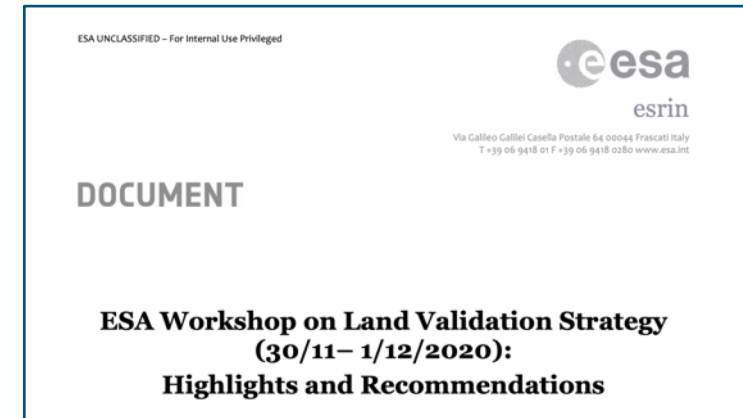 ESA UNCLASSIFIED – For Internal Use Privileged
esa
esrin
Via Galileo Galilei Casella Postale 64 00044 Frascati Italy
T +39 06 9418 01 F +39 06 9418 0280 www.esa.int
DOCUMENT
ESA Workshop on Land Validation Strategy
(30/11– 1/12/2020):
Highlights and Recommendations